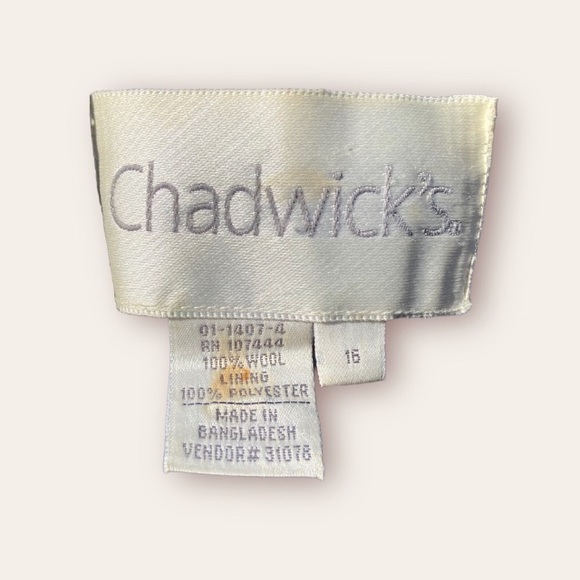 Chadwick's®
01-1407-4
RN 107444
100% WOOL
LINING
100% POLYESTER
MADE IN
BANGLADESH
VENDOR# 31078
16